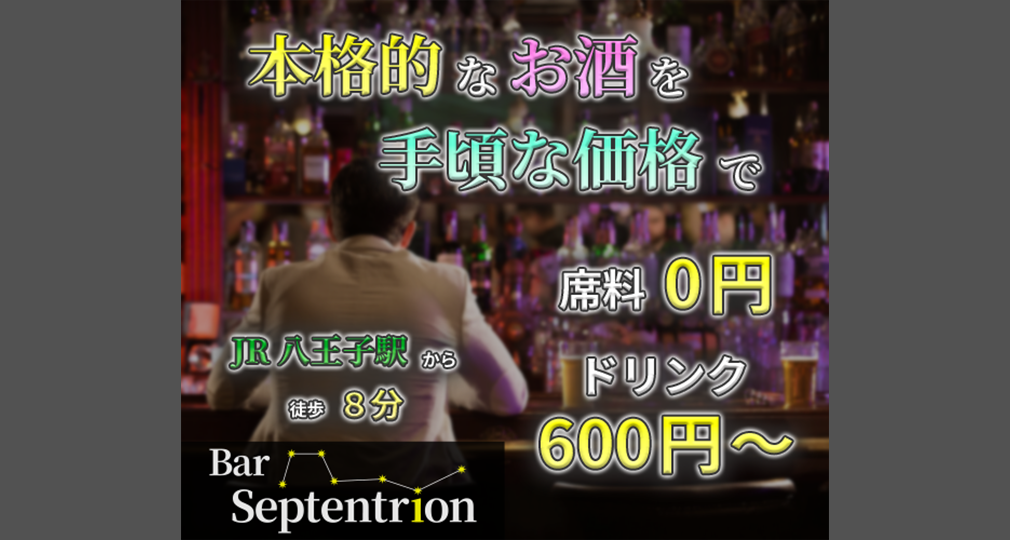 本格的なお酒を
手頃な価格で
席料 0円
ドリンク
600円～
JR 八王子駅 から
徒歩 8分
Bar
Septentrion